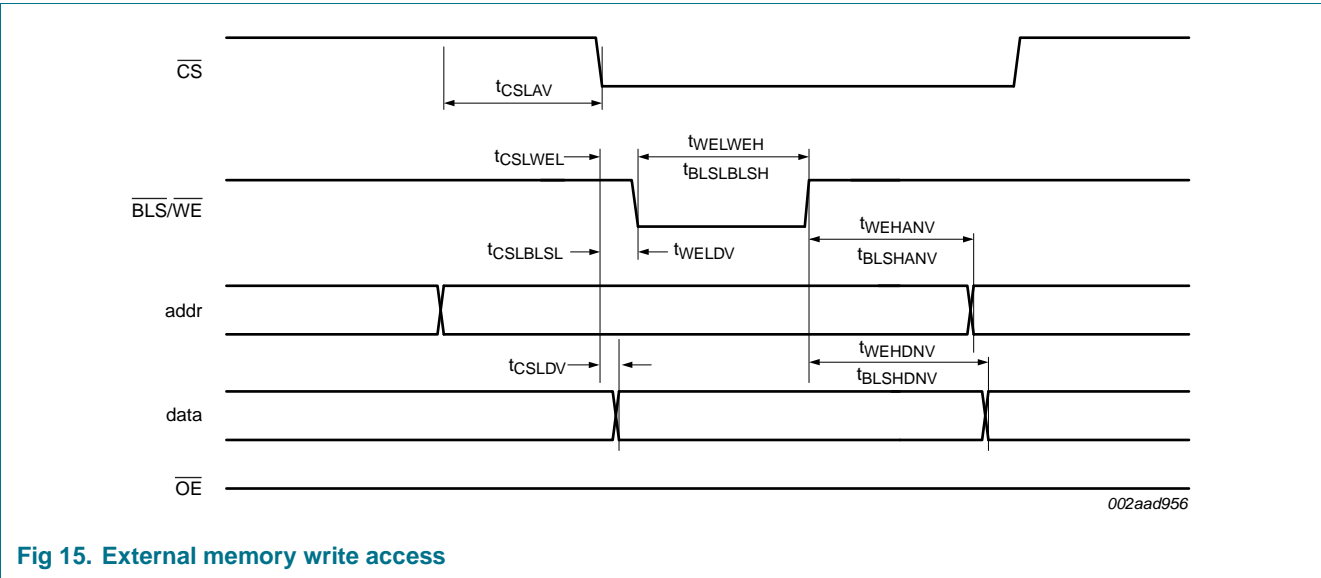 CS
tCSLAV
tCSLWEL
tWELWEH
tBLSLBLSH
BLS/WE
tCSLBLSL
tWELDV
tWEHANV
tBLSHANV
addr
tCSLDV
tWEHDNV
tBLSHDNV
data
OE
002aad956
Fig 15. External memory write access